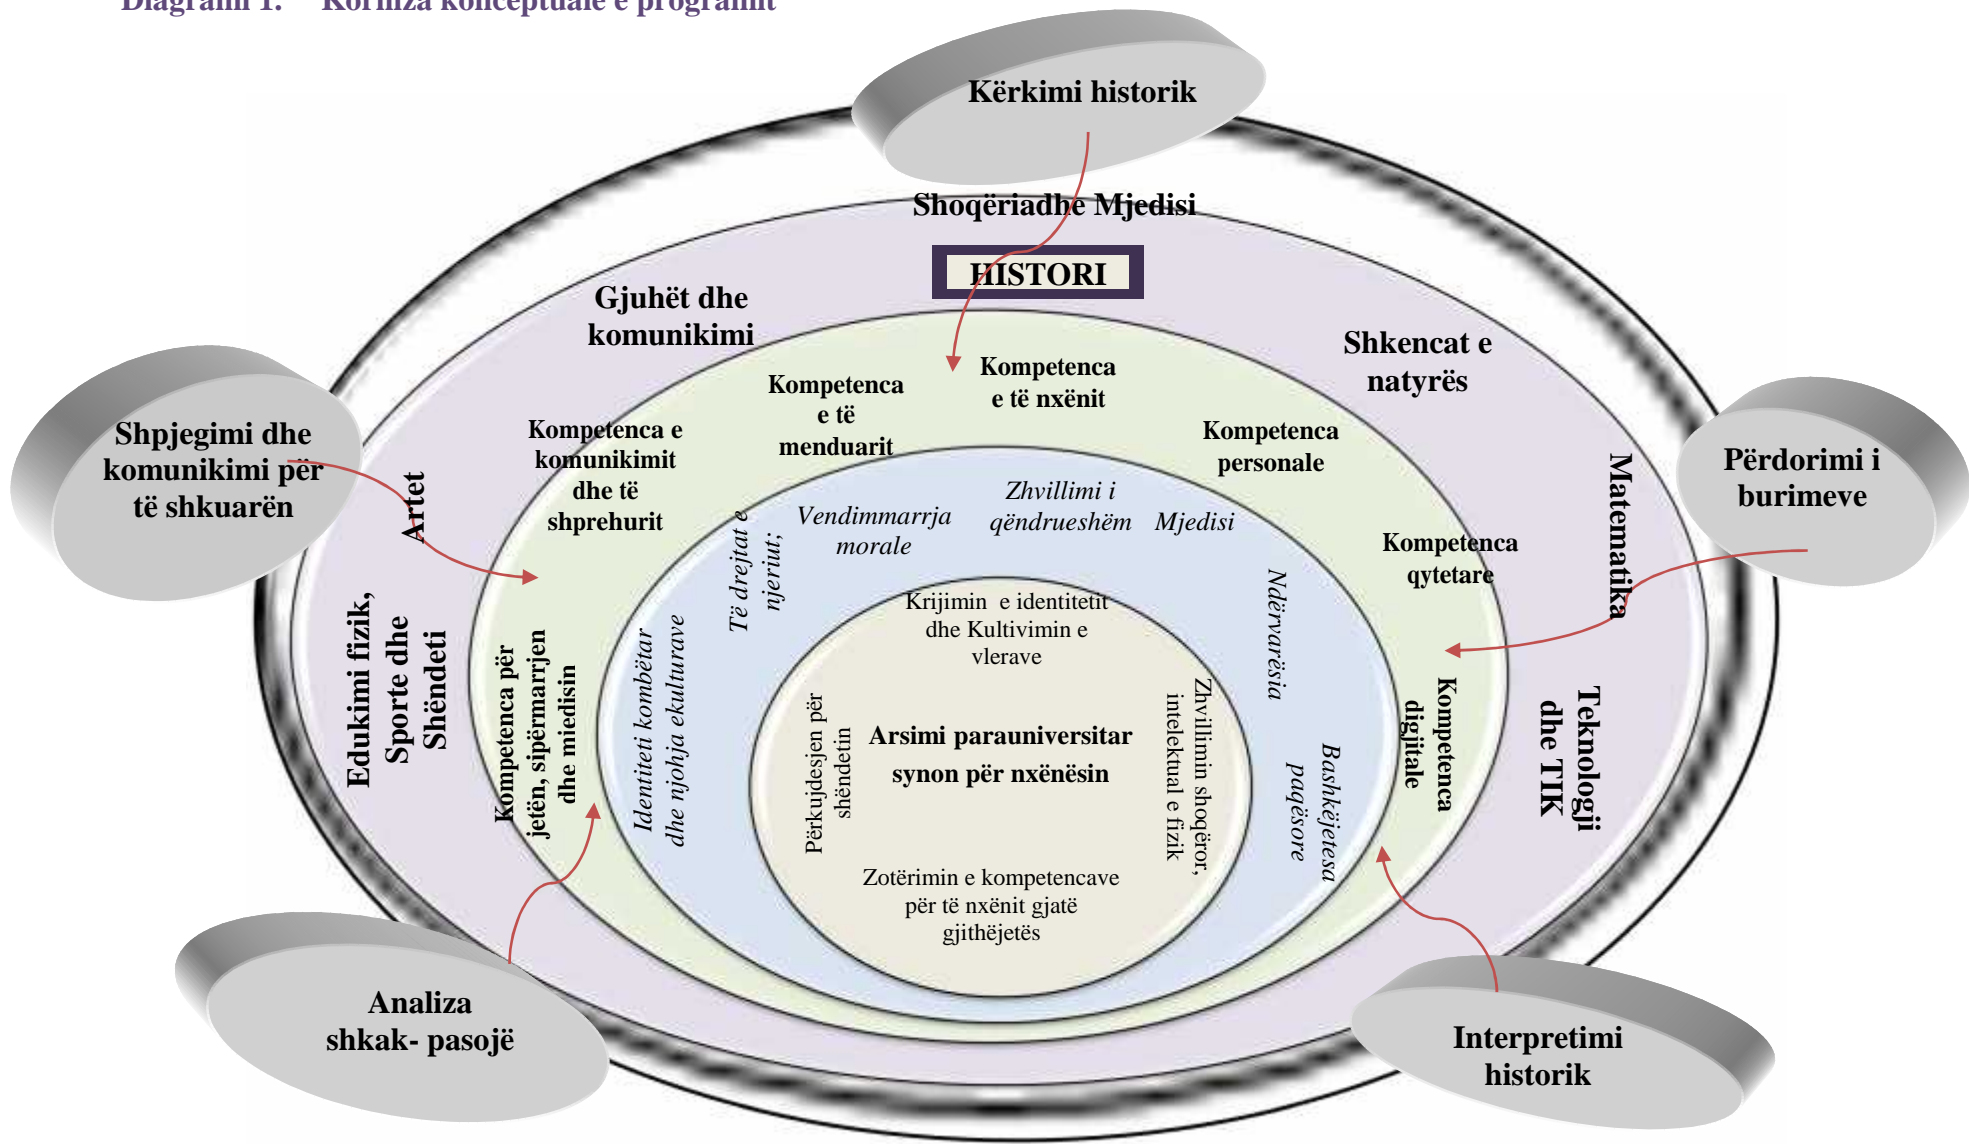 Diagrami 1. Korniza konceptuale e programit
Kërkimi historik
Shoqëriadhe Mjedisi
HISTORI
Gjuhët dhe
komunikimi
Shkencat e
natyrës
Shpjegimi dhe
komunikimi për
të shkuarën
Përdorimi i
burimeve
Artet
Matematika
Edukimi fizik,
Sporte dhe
Shëndeti
Teknologji
dhe TIK
Kompetenca e
komunikimit
dhe të
shprehurit
Kompetenca
e të
menduarit
Kompetenca
e të nxënit
Kompetenca
personale
Kompetenca
qytetare
Kompetenca
digjitale
Kompetenca për
jetën, sipërmarrjen
dhe mjedisin
Identiteti kombëtar
dhe njohja ekulturave
Të drejtat e
njeriut;
Vendimmarrja
morale
Zhvillimi i
qëndrueshëm
Mjedisi
Ndërvarësia
Bashkëjetesa
paqësore
Krijimin e identitetit
dhe Kultivimin e
vlerave
Përkujdesjen për
shëndetin
Arsimi parauniversitar
synon për nxënësin
Zhvillimin shoqëror,
intelektual e fizik
Zotërimin e kompetencave
për të nxënit gjatë
gjithëjetës
Analiza
shkak- pasojë
Interpretimi
historik